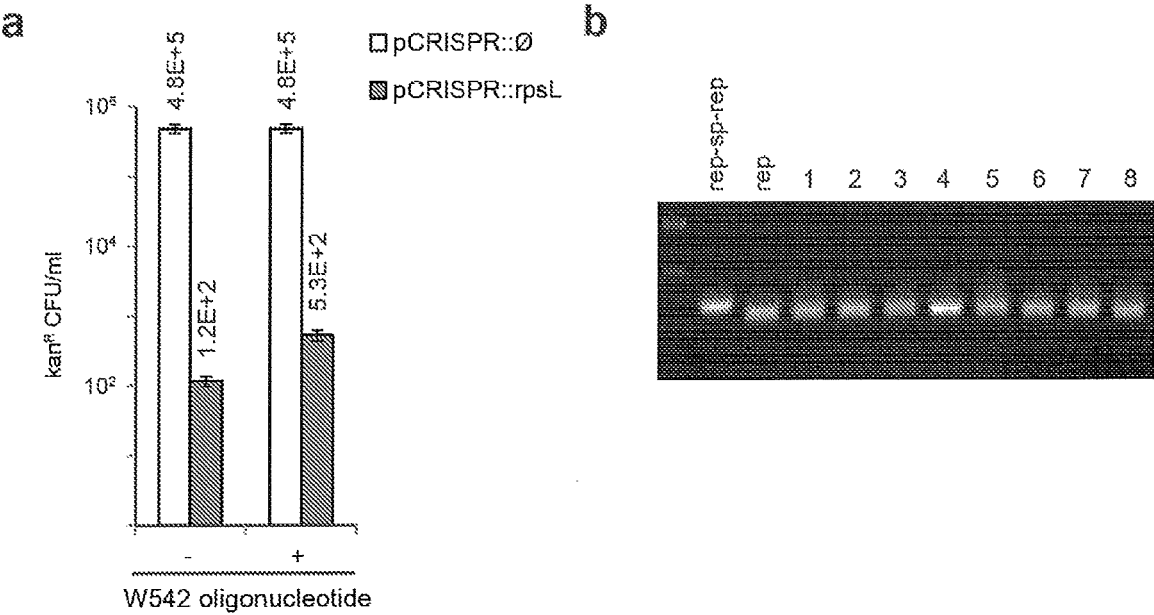 a
b
pCRISPR::Ø
pCRISPR::rpsL
4.8E+5
1.2E+2
4.8E+5
5.3E+2
10⁶
10⁴
10²
kanᴿ CFU/ml
-
+
W542 oligonucleotide
rep-sp-rep
rep
1 2 3 4 5 6 7 8